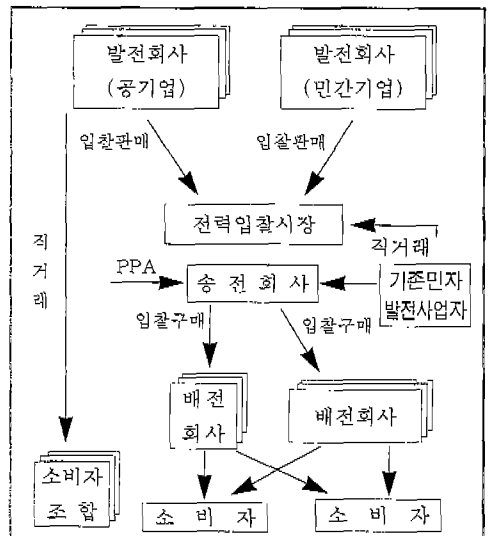 발전회사
(공기업)
발전회사
(민간기업)
입찰판매
입찰판매
전력입찰시장
직거래
직거래
PPA
송전회사
기존민자
발전사업자
입찰구매
입찰구매
배전
회사
배전회사
소비자
조합
소비자
소비자